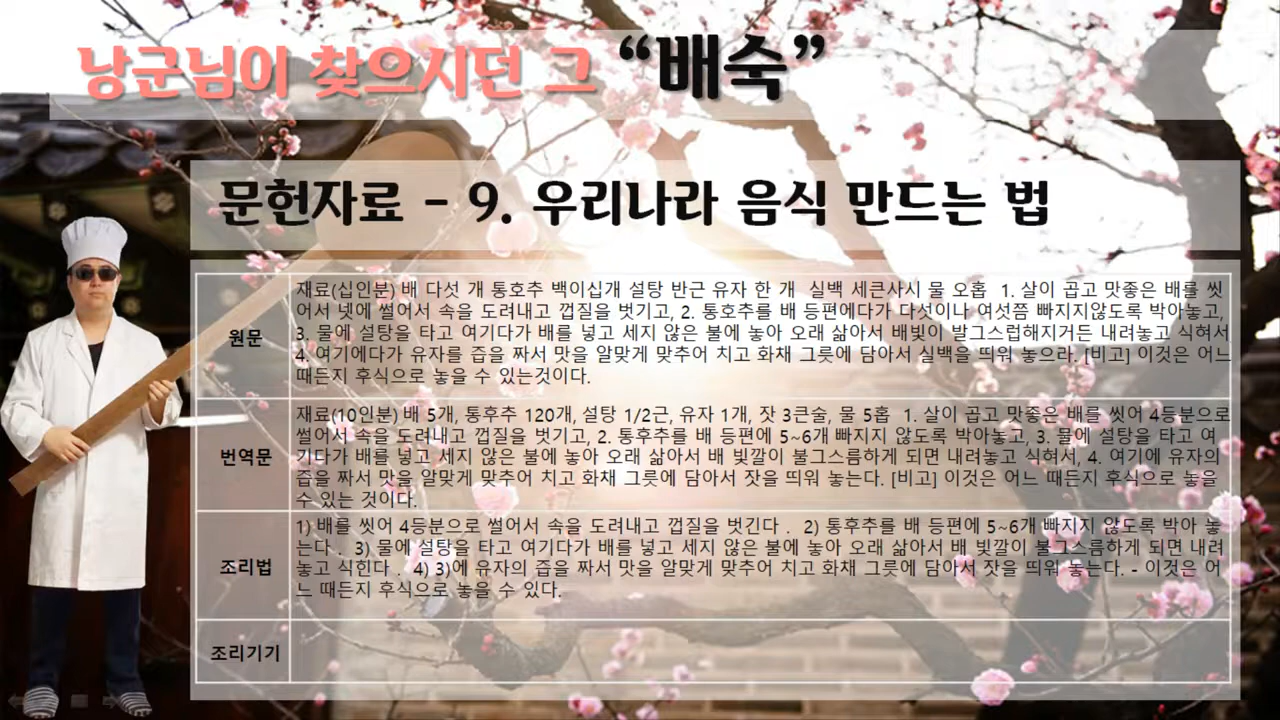 낭군님이 찾으시던 그 “배숙”
문헌자료 - 9. 우리나라 음식 만드는 법
원문
재료(십인분) 배 다섯 개 통호추 백이십개 설탕 반근 유자 한 개 실백 세큰사시 물 오홉 1. 살이 곱고 맛좋은 배를 씻
어서 넷에 썰어서 속을 도려내고 껍질을 벗기고, 2. 통호추를 배 등편에다가 다섯이나 여섯쯤 빠지지않도록 박아놓고,
3. 물에 설탕을 타고 여기다가 배를 넣고 세지 않은 불에 놓아 오래 삶아서 배빛이 발그스럽해지거든 내려놓고 식혀서
4. 여기에다가 유자를 즙을 짜서 맛을 알맞게 맞추어 치고 화채 그릇에 담아서 실백을 띄워 놓으라. [비고] 이것은 어느
때든지 후식으로 놓을 수 있는것이다.
번역문
재료(10인분) 배 5개, 통후추 120개, 설탕 1/2근, 유자 1개, 잣 3큰술, 물 5홉 1. 살이 곱고 맛좋은 배를 씻어 4등분으로
썰어서 속을 도려내고 껍질을 벗기고, 2. 통후추를 배 등편에 5~6개 빠지지 않도록 박아놓고, 3. 물에 설탕을 타고 여
기다가 배를 넣고 세지 않은 불에 놓아 오래 삶아서 배 빛깔이 불그스름하게 되면 내려놓고 식혀서, 4. 여기에 유자의
즙을 짜서 맛을 알맞게 맞추어 치고 화채 그릇에 담아서 잣을 띄워 놓는다. [비고] 이것은 어느 때든지 후식으로 놓을
수 있는 것이다.
조리법
1) 배를 씻어 4등분으로 썰어서 속을 도려내고 껍질을 벗긴다 . 2) 통후추를 배 등편에 5~6개 빠지지 않도록 박아 놓
는다 . 3) 물에 설탕을 타고 여기다가 배를 넣고 세지 않은 불에 놓아 오래 삶아서 배 빛깔이 불그스름하게 되면 내려
놓고 식힌다 . 4) 3)에 유자의 즙을 짜서 맛을 알맞게 맞추어 치고 화채 그릇에 담아서 잣을 띄워 놓는다. - 이것은 어
느 때든지 후식으로 놓을 수 있다.
조리기기